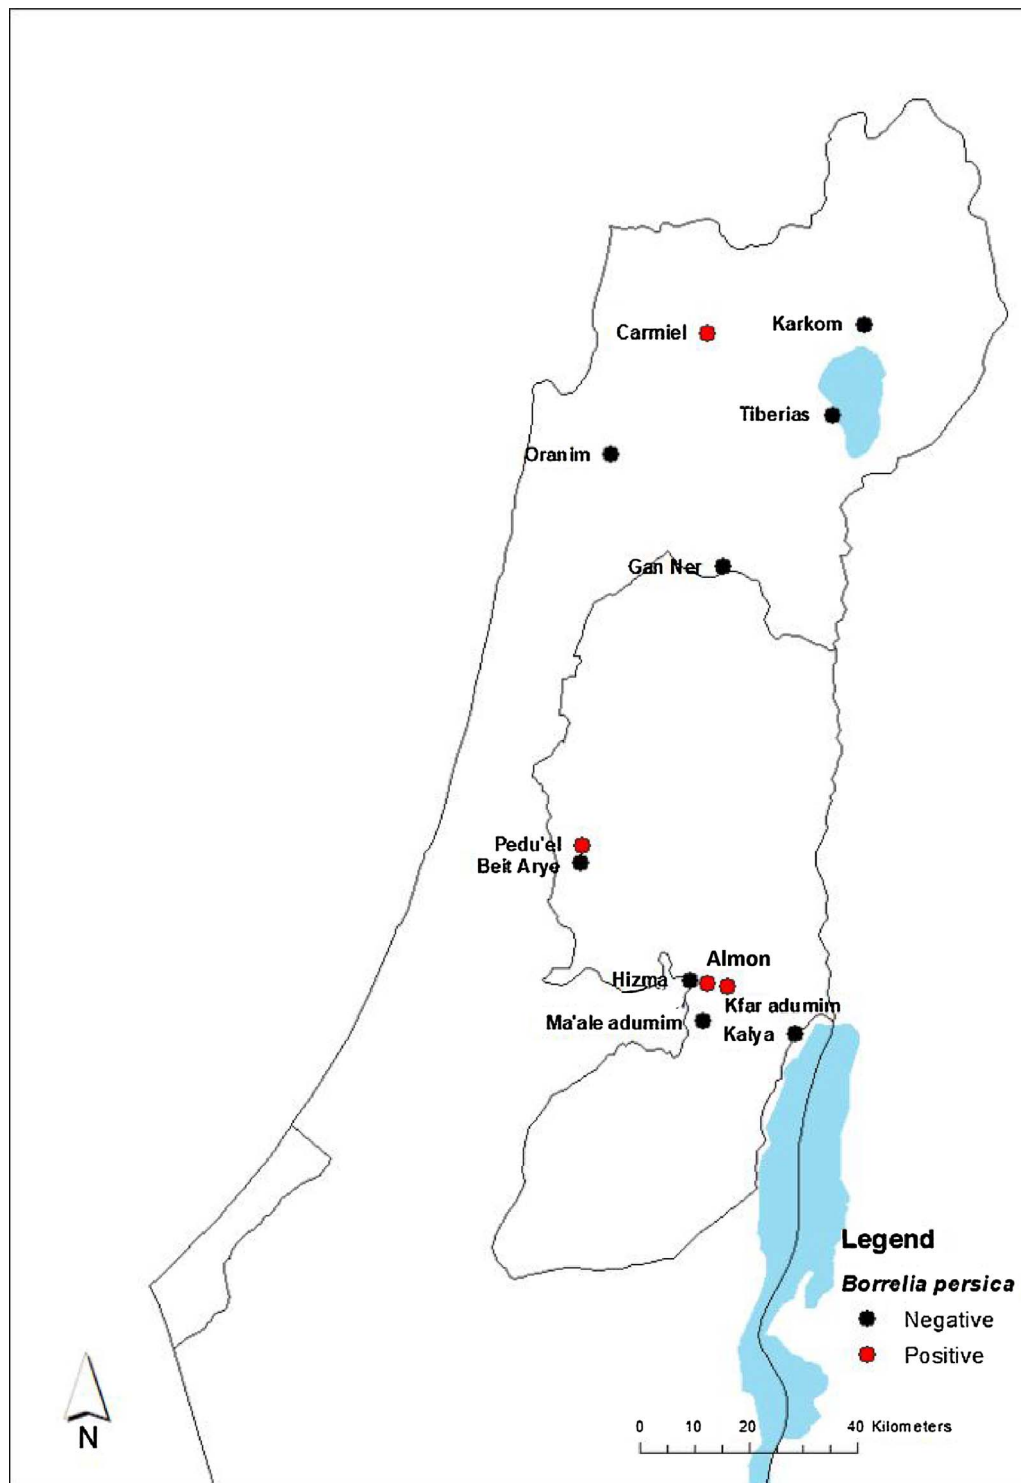 Karkom
Carmiel
Tiberias
Oranim
Gan Ner
Pedu'el
Beit Arye
Almon
Hizma
Kfar adumim
Ma'ale adumim
Kalya
Legend
Borrelia persica
Negative
Positive
N
0 10 20 40 Kilometers